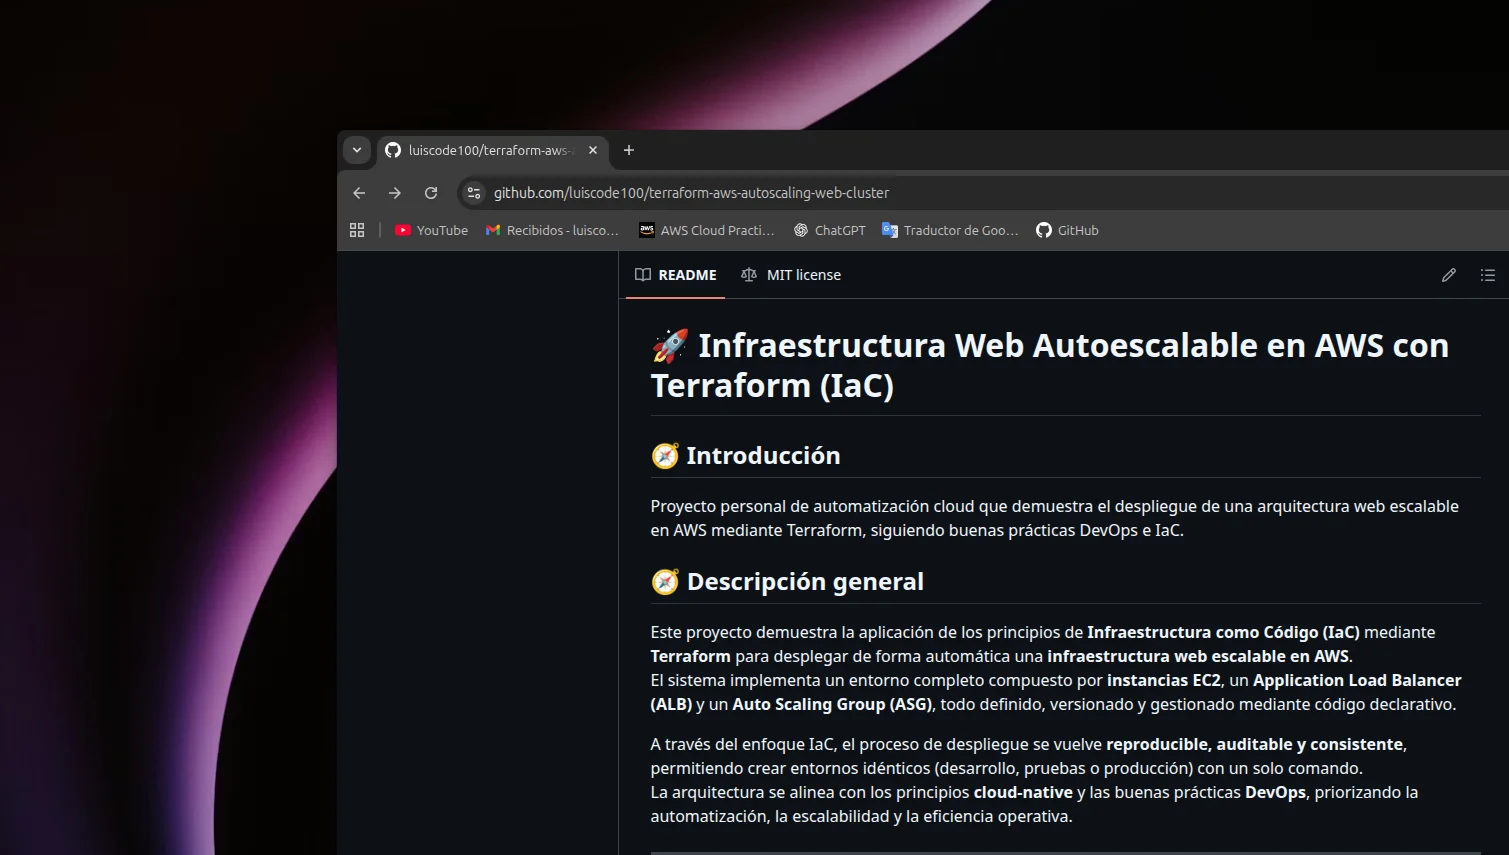 luiscode100/terraform-aws-
github.com/luiscode100/terraform-aws-autoscaling-web-cluster
YouTube
Recibidos - luisco...
aws
AWS Cloud Practi...
ChatGPT
Traductor de Goo...
GitHub
README
MIT license
🚀 Infraestructura Web Autoescalable en AWS con
Terraform (IaC)
🧭 Introducción
Proyecto personal de automatización cloud que demuestra el despliegue de una arquitectura web escalable
en AWS mediante Terraform, siguiendo buenas prácticas DevOps e IaC.
🧭 Descripción general
Este proyecto demuestra la aplicación de los principios de Infraestructura como Código (IaC) mediante
Terraform para desplegar de forma automática una infraestructura web escalable en AWS.
El sistema implementa un entorno completo compuesto por instancias EC2, un Application Load Balancer
(ALB) y un Auto Scaling Group (ASG), todo definido, versionado y gestionado mediante código declarativo.
A través del enfoque IaC, el proceso de despliegue se vuelve reproducible, auditable y consistente,
permitiendo crear entornos idénticos (desarrollo, pruebas o producción) con un solo comando.
La arquitectura se alinea con los principios cloud-native y las buenas prácticas DevOps, priorizando la
automatización, la escalabilidad y la eficiencia operativa.